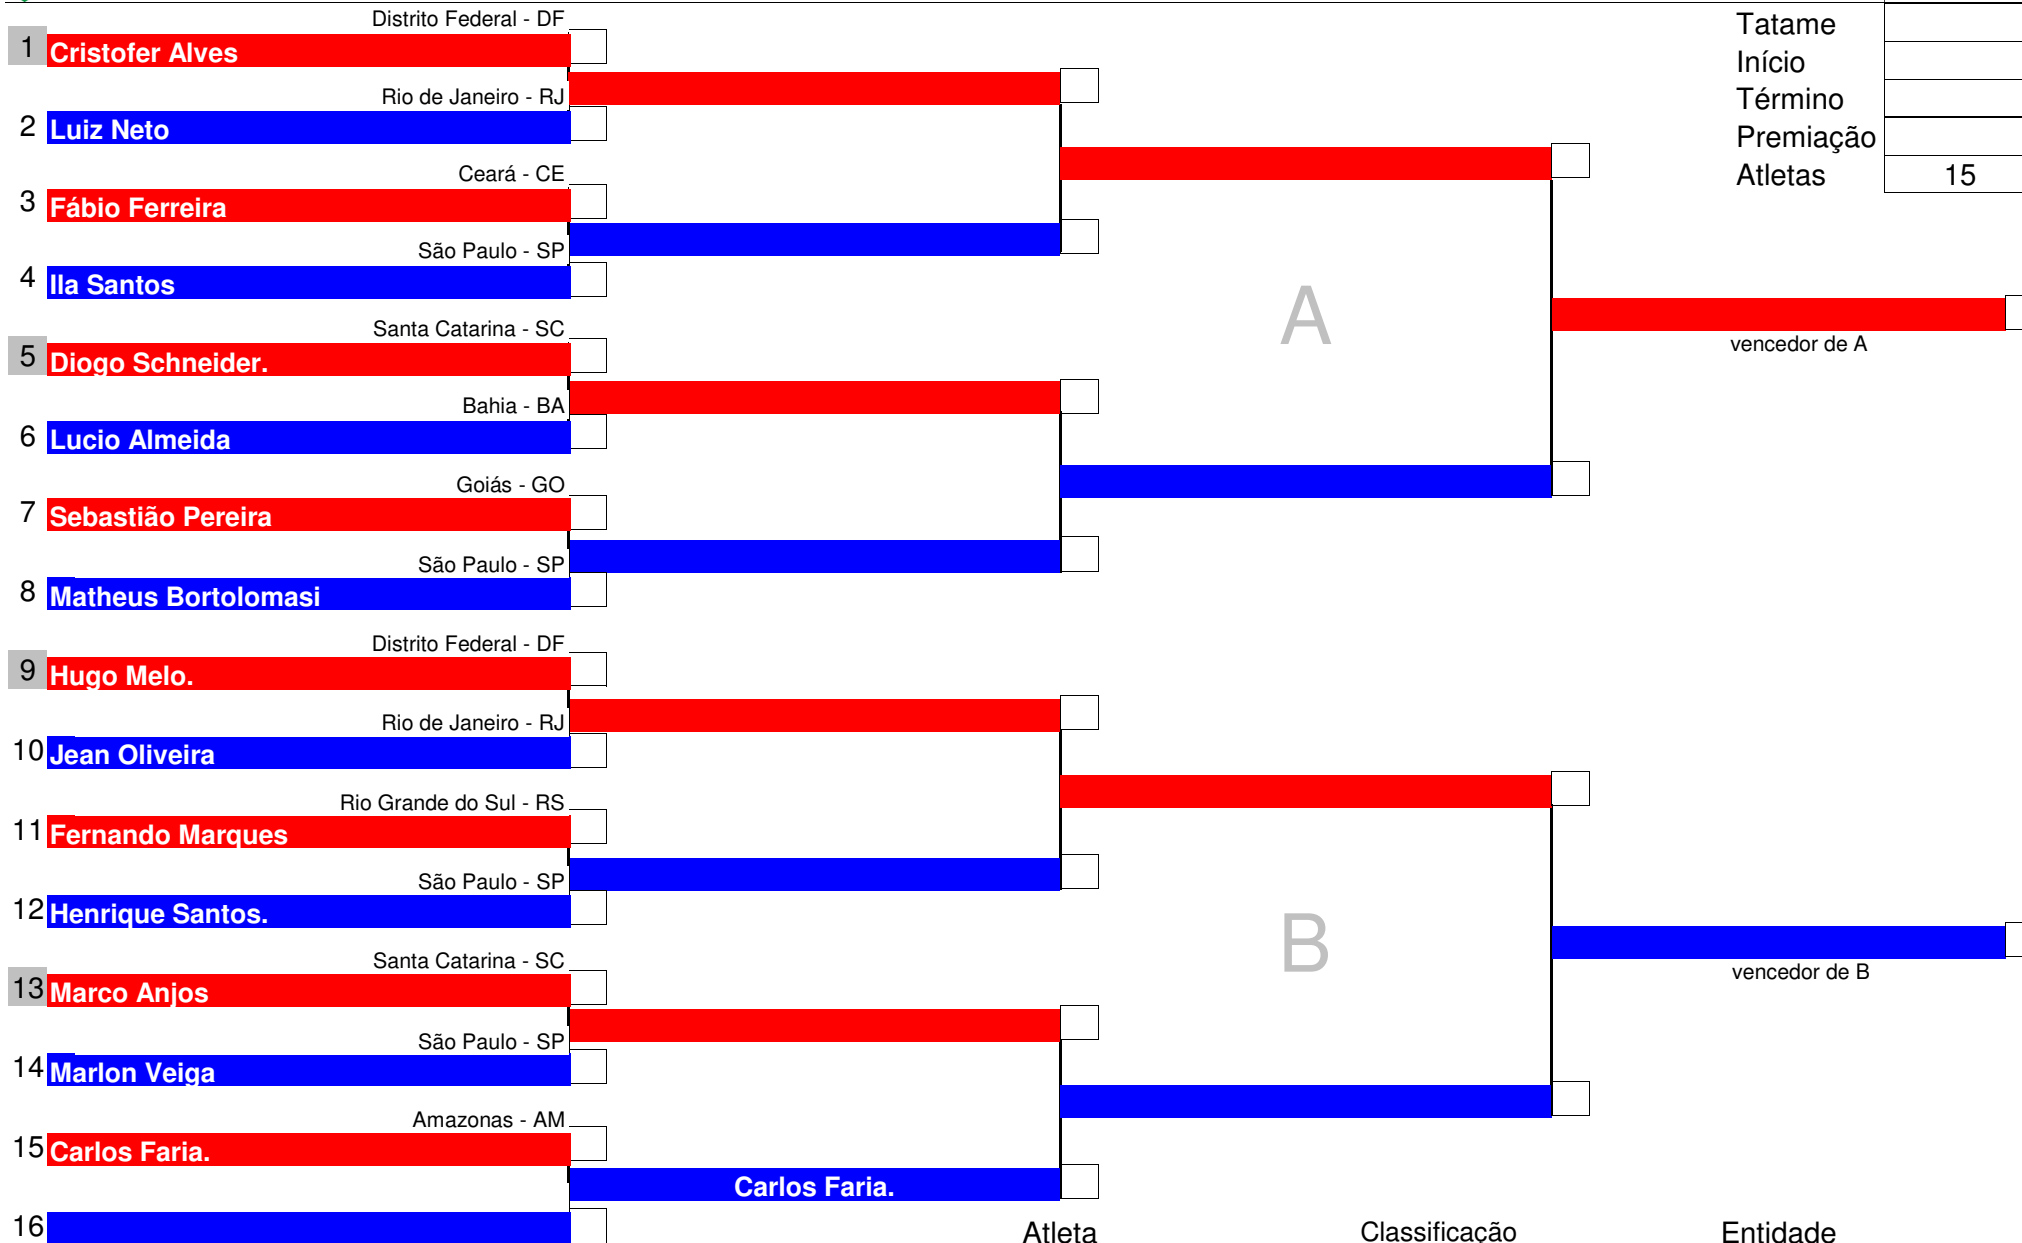 Distrito Federal - DF
1 Cristofer Alves
Rio de Janeiro - RJ
2 Luiz Neto
Ceará - CE
3 Fábio Ferreira
São Paulo - SP
4 Ila Santos
Santa Catarina - SC
5 Diogo Schneider.
Bahia - BA
6 Lucio Almeida
Goiás - GO
7 Sebastião Pereira
São Paulo - SP
8 Matheus Bortolomasi
Distrito Federal - DF
9 Hugo Melo.
Rio de Janeiro - RJ
10 Jean Oliveira
Rio Grande do Sul - RS
11 Fernando Marques
São Paulo - SP
12 Henrique Santos.
Santa Catarina - SC
13 Marco Anjos
São Paulo - SP
14 Marlon Veiga
Amazonas - AM
15 Carlos Faria.
16
Carlos Faria.
A
B
vencedor de A
vencedor de B
Tatame
Início
Término
Premiação
Atletas 15
Atleta Classificação Entidade